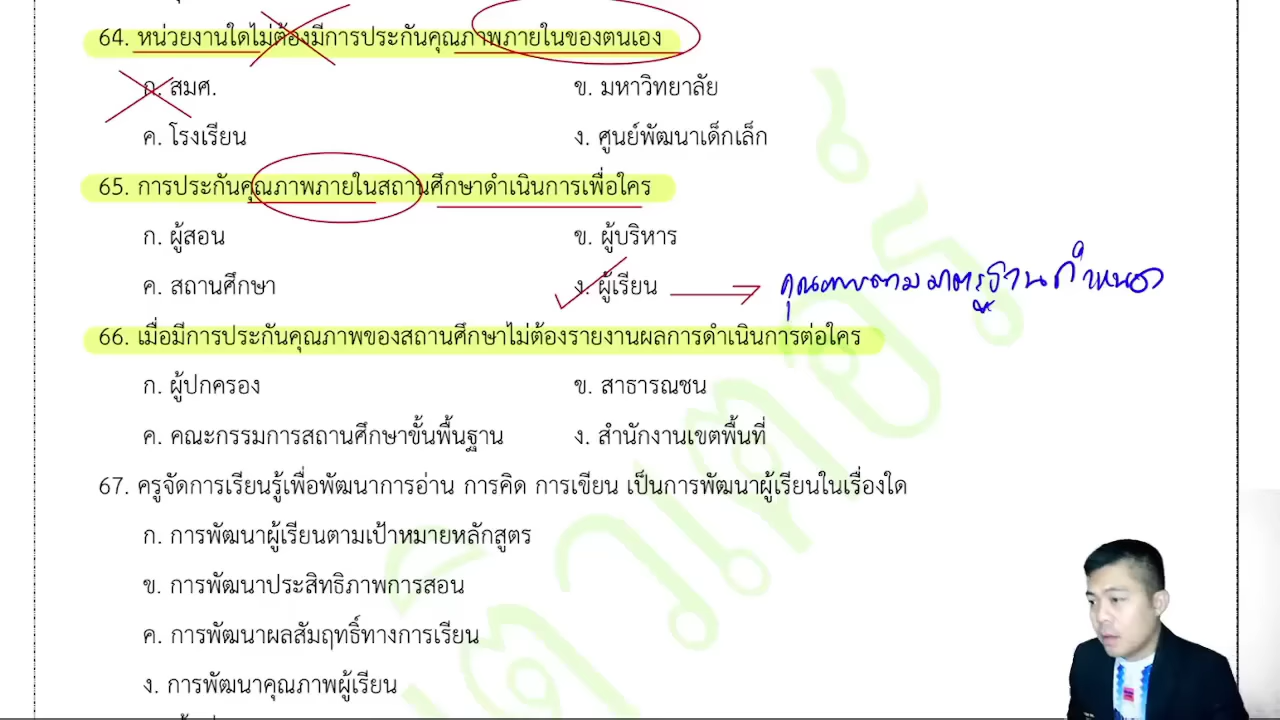 64. หน่วยงานใดไม่ต้องมีการประกันคุณภาพภายในของตนเอง
ก. สมศ. ข. มหาวิทยาลัย
ค. โรงเรียน ง. ศูนย์พัฒนาเด็กเล็ก
65. การประกันคุณภาพภายในสถานศึกษาดำเนินการเพื่อใคร
ก. ผู้สอน ข. ผู้บริหาร
ค. สถานศึกษา ง. ผู้เรียน คุณภาพตามมาตรฐานกำหนด
66. เมื่อมีการประกันคุณภาพของสถานศึกษาไม่ต้องรายงานผลการดำเนินการต่อใคร
ก. ผู้ปกครอง ข. สาธารณชน
ค. คณะกรรมการสถานศึกษาขั้นพื้นฐาน ง. สำนักงานเขตพื้นที่
67. ครูจัดการเรียนรู้เพื่อพัฒนาการอ่าน การคิด การเขียน เป็นการพัฒนาผู้เรียนในเรื่องใด
ก. การพัฒนาผู้เรียนตามเป้าหมายหลักสูตร
ข. การพัฒนาประสิทธิภาพการสอน
ค. การพัฒนาผลสัมฤทธิ์ทางการเรียน
ง. การพัฒนาคุณภาพผู้เรียน